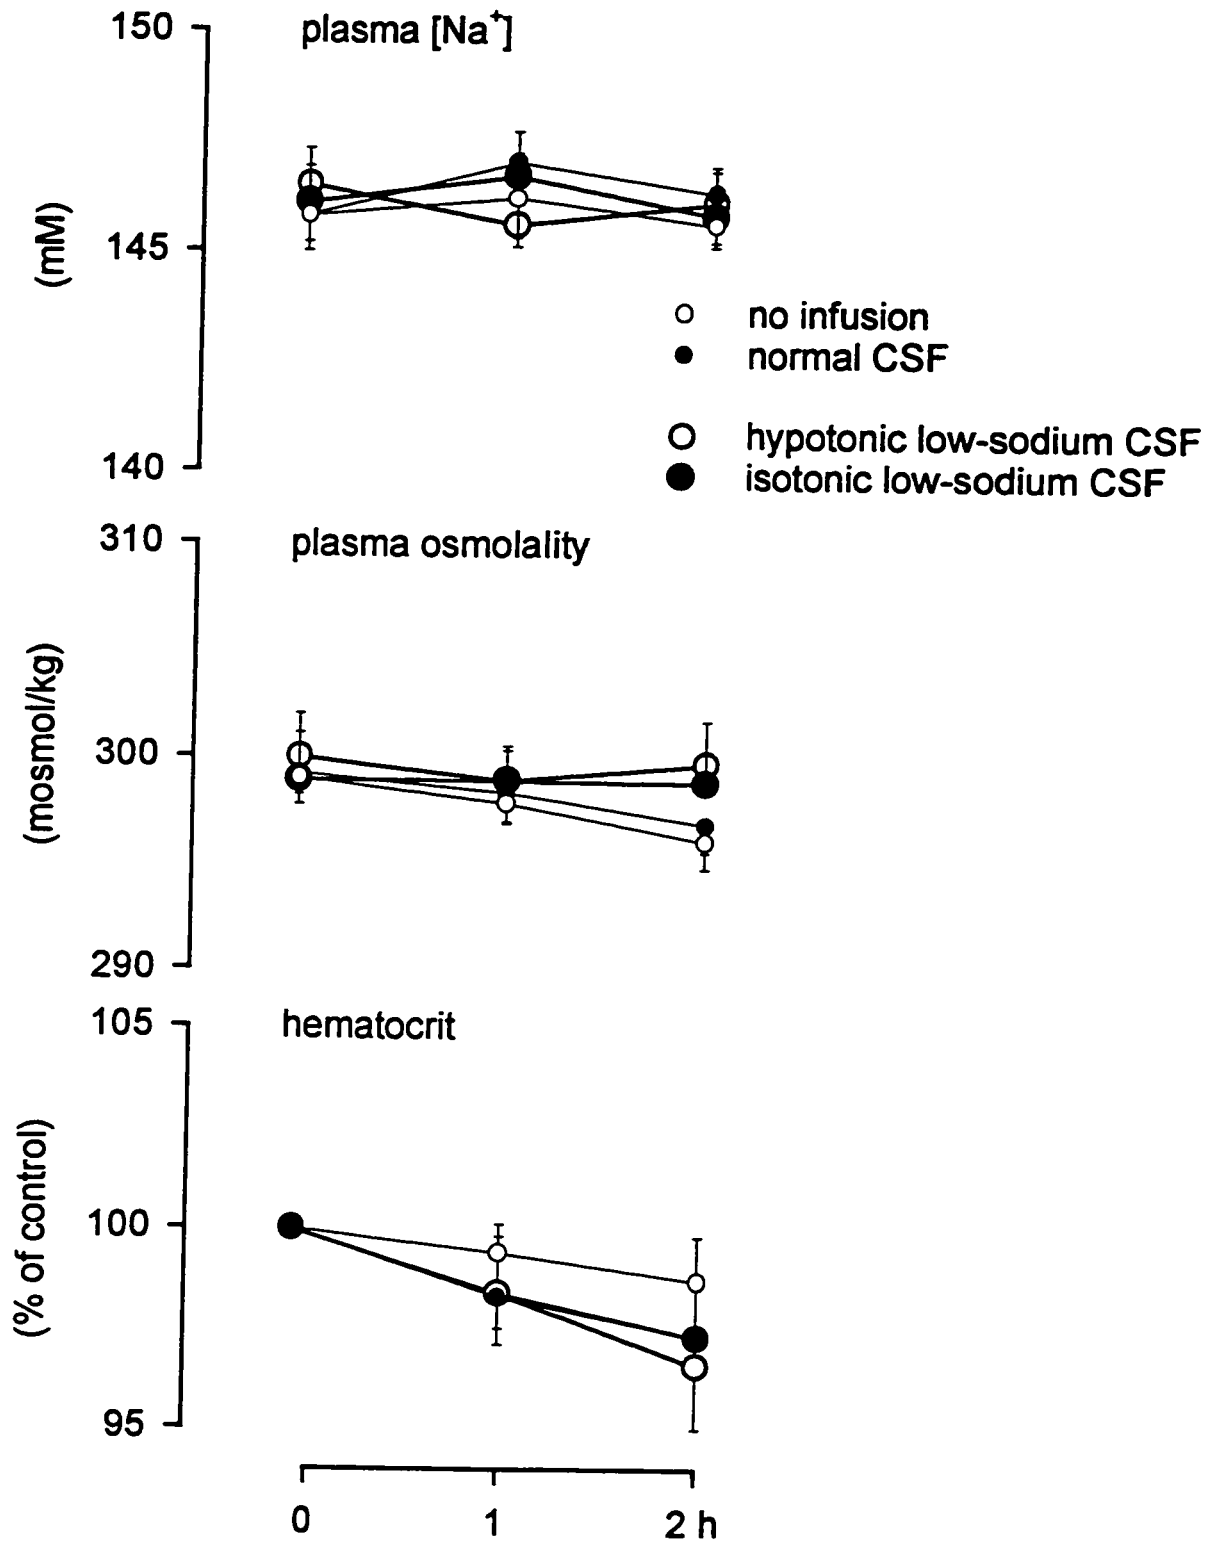 150
plasma [Na⁺]
(mM)
145
no infusion
normal CSF
hypotonic low-sodium CSF
140
isotonic low-sodium CSF
310
plasma osmolality
(mosmol/kg)
300
290
105
hematocrit
(% of control)
100
95
0 1 2 h